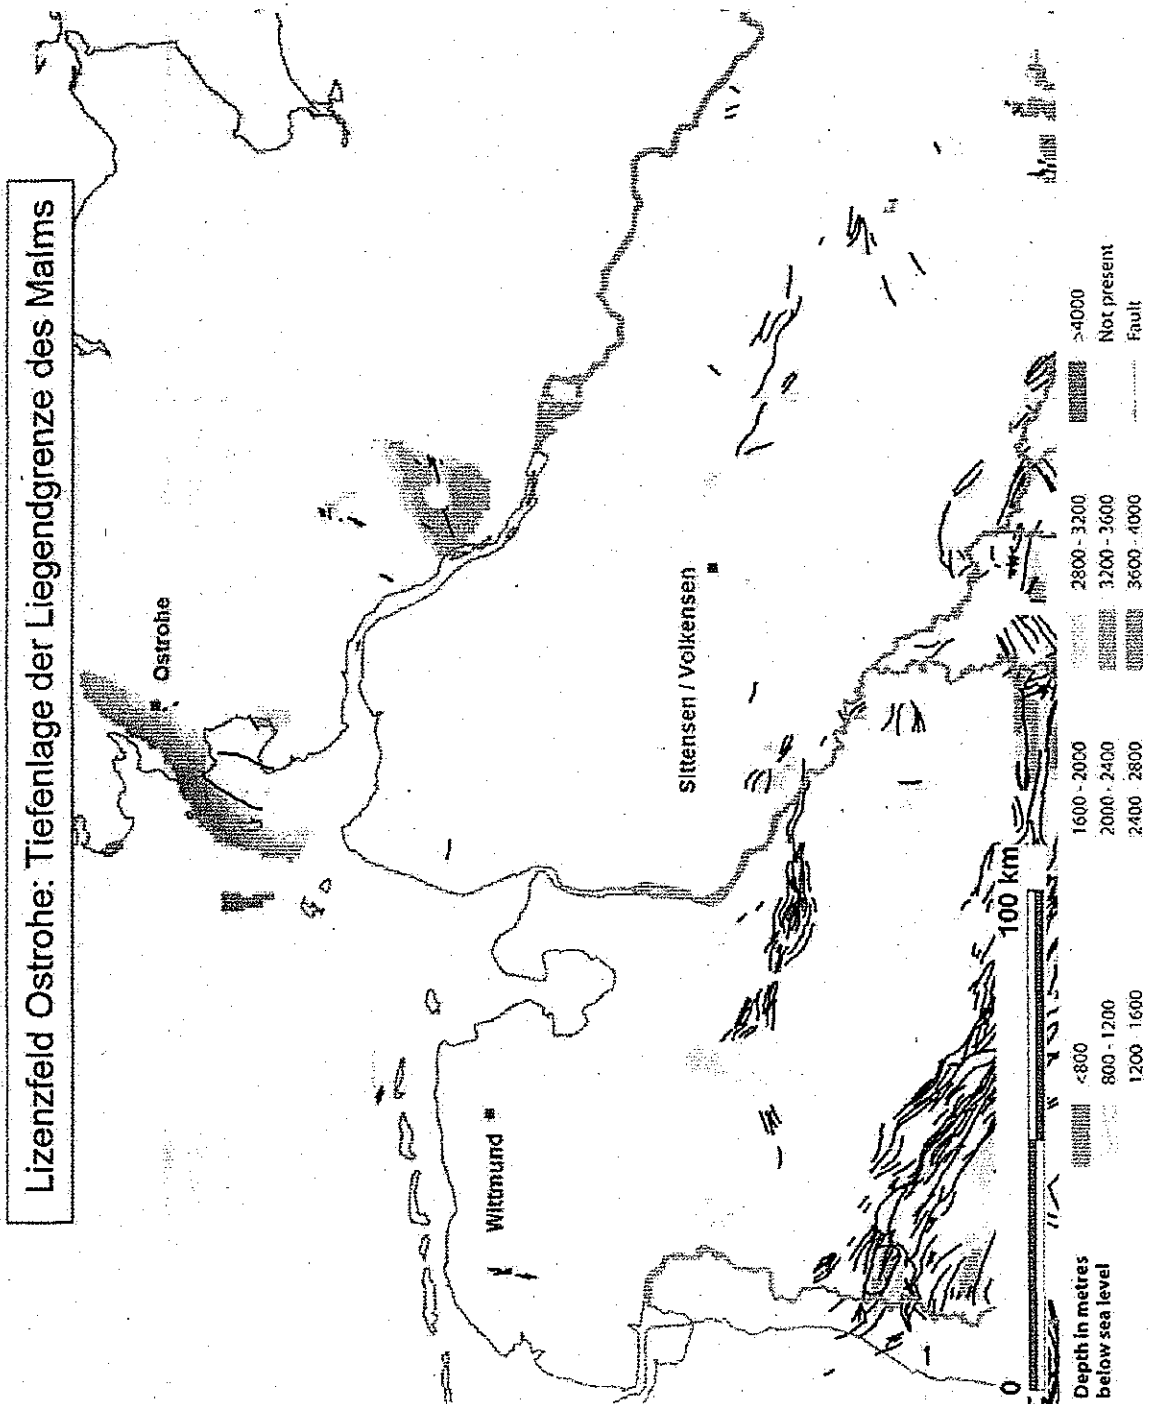 Lizenzfeld Ostrohe: Tiefenlage der Liegendgrenze des Malms
Ostrohe
Wittmund
Sittensen / Volkensen
0
100 km
Depth in metres
below sea level
<800
800 - 1200
1200 - 1600
1600 - 2000
2000 - 2400
2400 - 2800
2800 - 3200
3200 - 3600
3600 - 4000
>4000
Not present
Fault